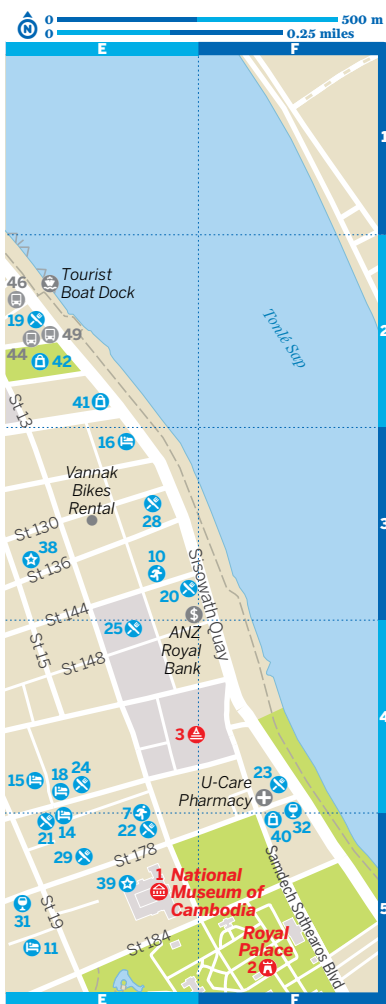 N
0 500 m
0 0.25 miles
E F
1
Tourist
Boat Dock
46
19
49
44
42
2
Tonlé Sap
41
St 13
16
Vannak
Bikes
Rental
28
3
St 130
38
St 136
10
20
Sisowath Quay
St 144
25
ANZ
Royal
Bank
St 15
St 148
3
4
15
18
24
23
U-Care
Pharmacy
7
21
14
22
40
32
29
St 178
39
1 National
Museum of
Cambodia
Samdech Sothearos Blvd
31
St 19
5
11
St 184
Royal
Palace
2
E F